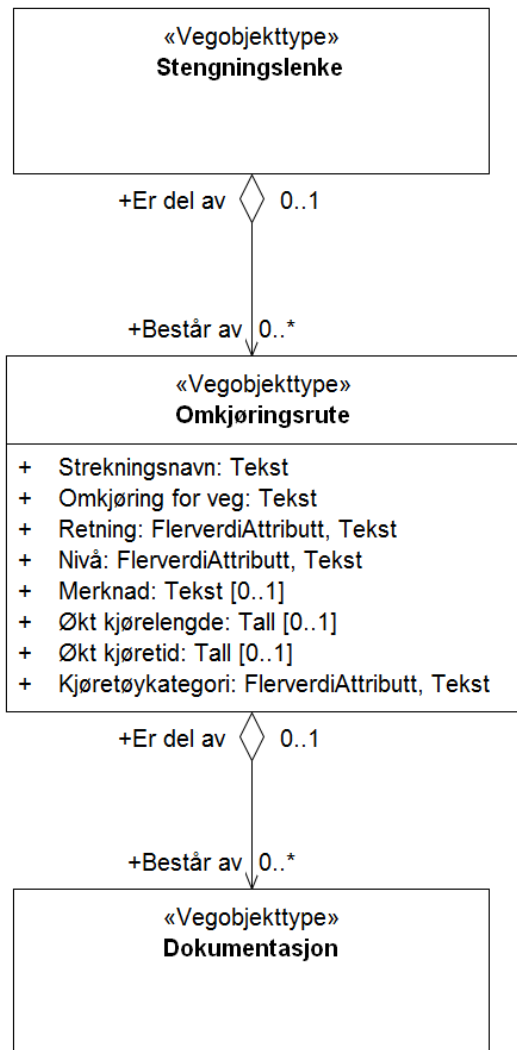 «Vegobjekttype»
Stengningslenke
+Er del av 0..1
+Består av 0..*
«Vegobjekttype»
Omkjøringsrute
+ Strekningsnavn: Tekst
+ Omkjøring for veg: Tekst
+ Retning: FlerverdiAttributt, Tekst
+ Nivå: FlerverdiAttributt, Tekst
+ Merknad: Tekst [0..1]
+ Økt kjørelengde: Tall [0..1]
+ Økt kjøretid: Tall [0..1]
+ Kjøretøykategori: FlerverdiAttributt, Tekst
+Er del av 0..1
+Består av 0..*
«Vegobjekttype»
Dokumentasjon